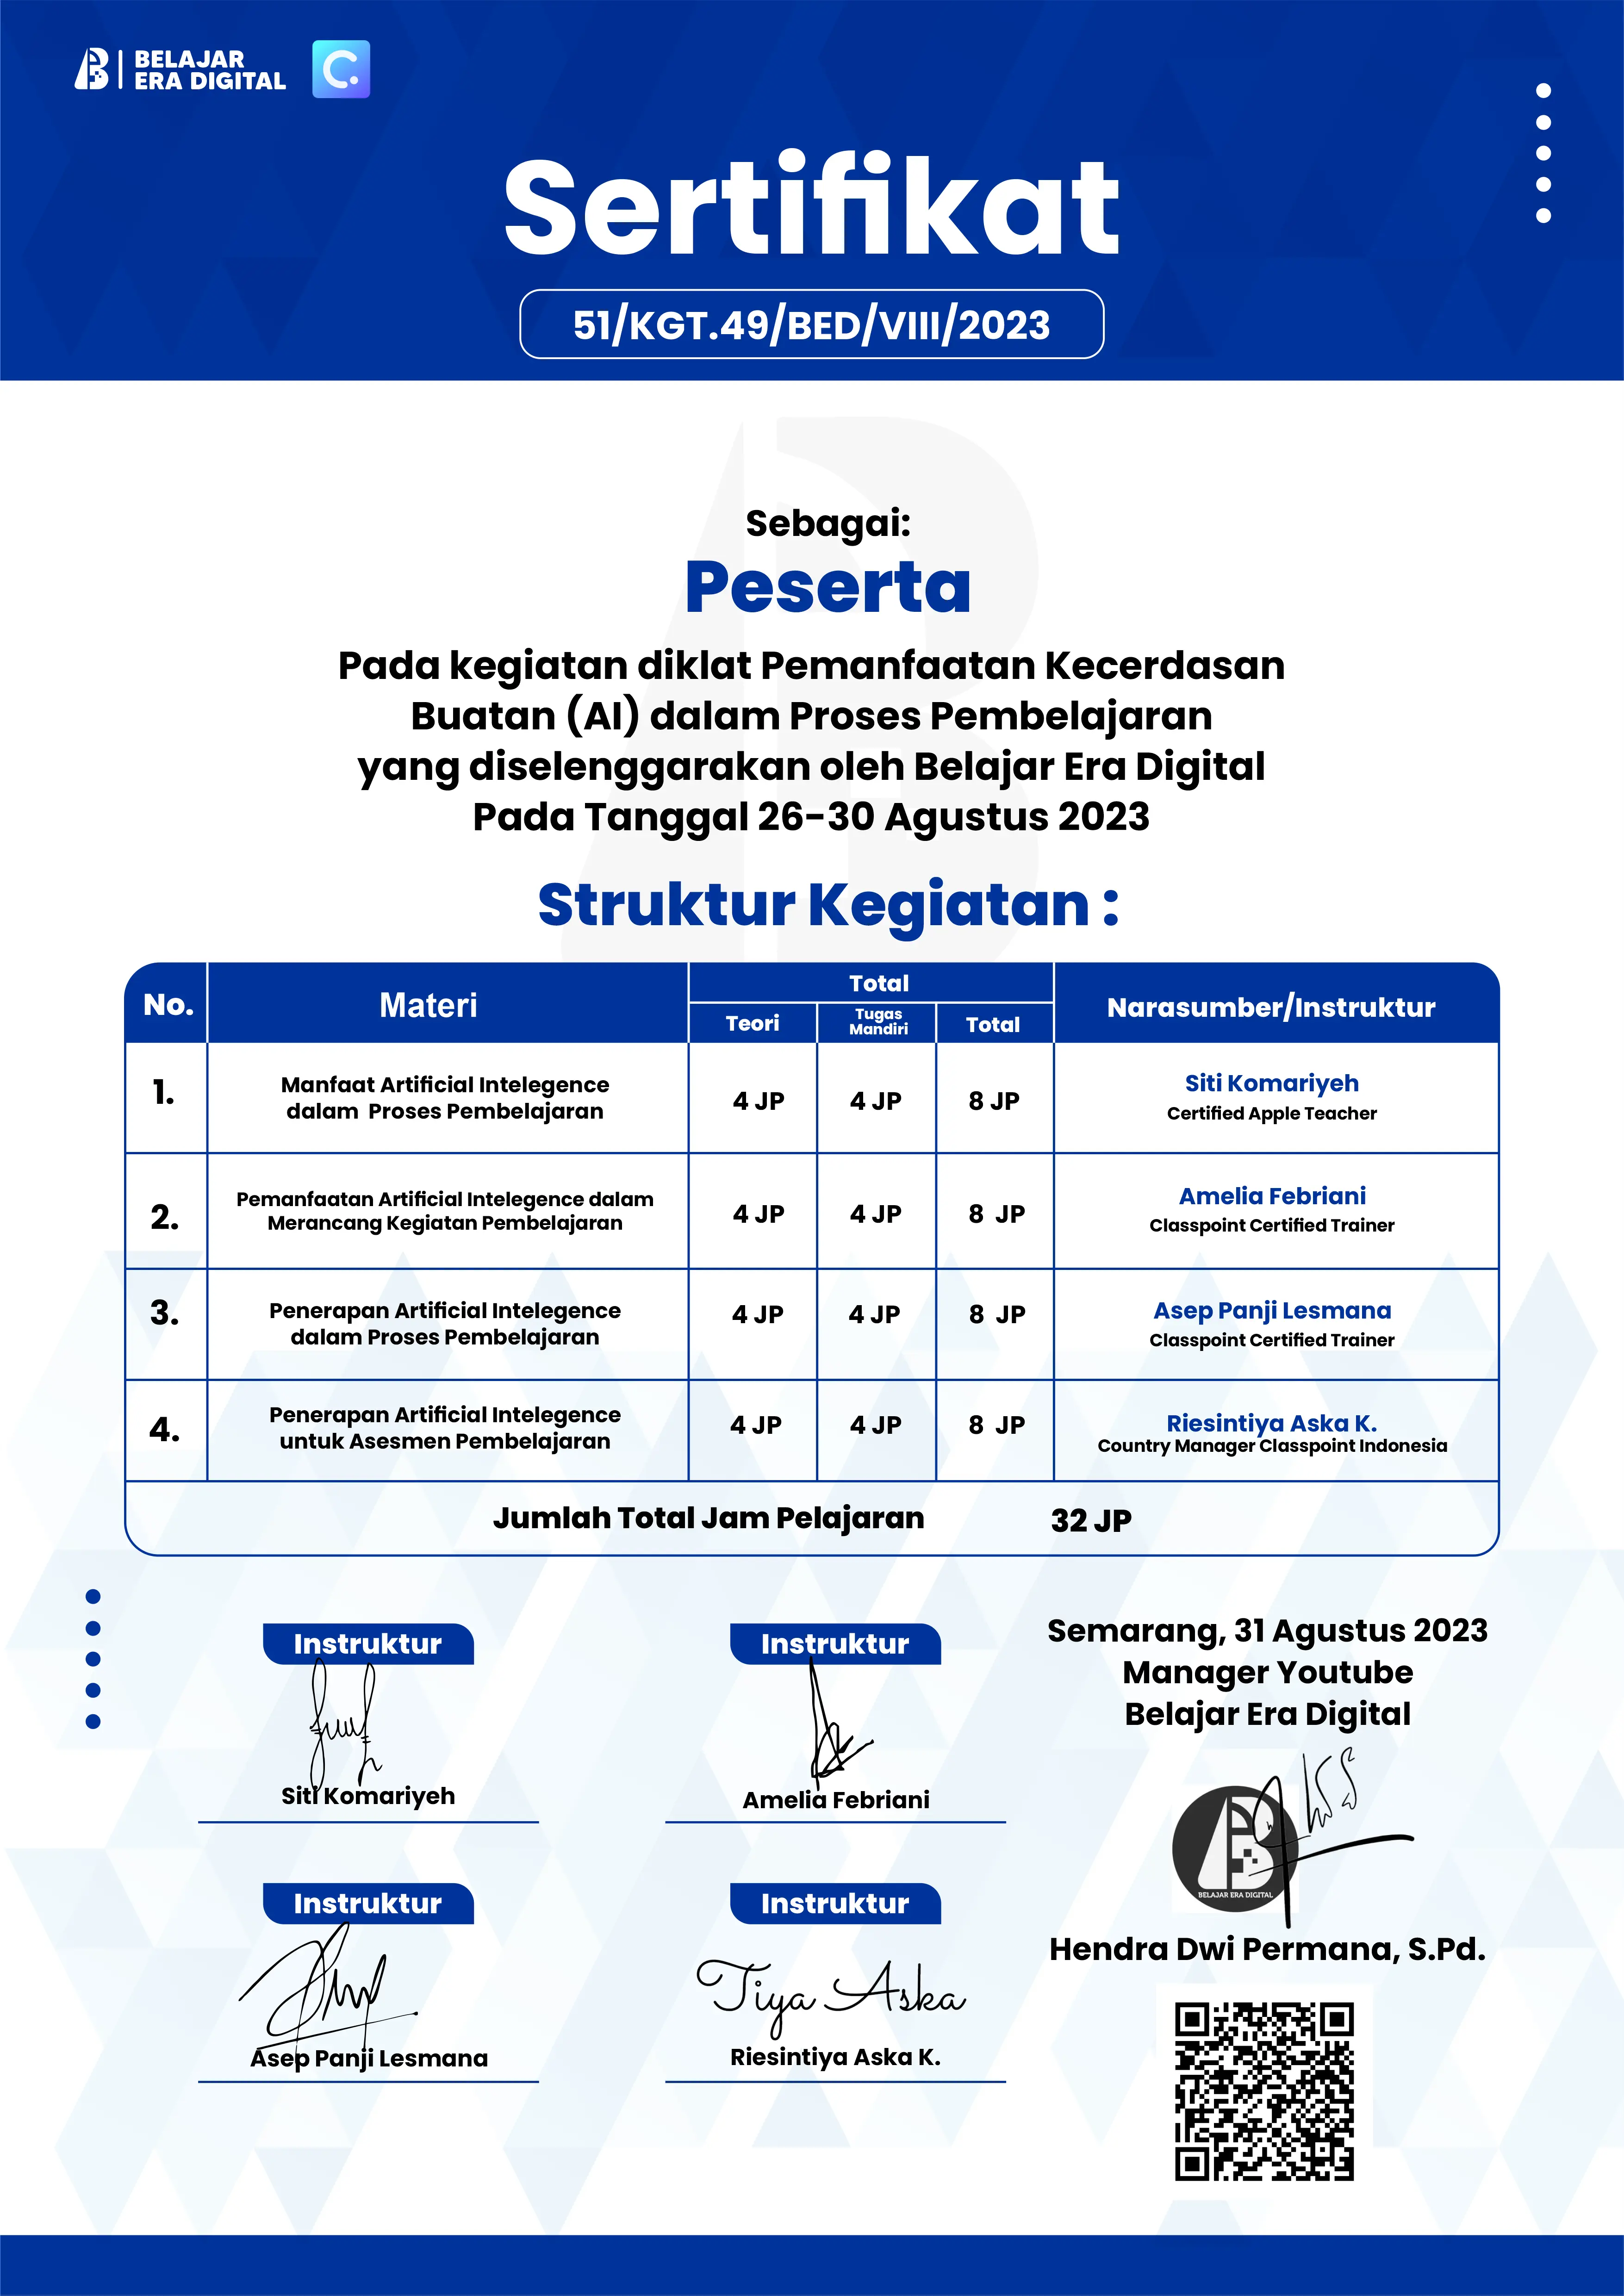 BELAJAR
ERA DIGITAL
C.
Sertifikat
51/KGT.49/BED/VIII/2023
Sebagai:
Peserta
Pada kegiatan diklat Pemanfaatan Kecerdasan
Buatan (AI) dalam Proses Pembelajaran
yang diselenggarakan oleh Belajar Era Digital
Pada Tanggal 26-30 Agustus 2023
Struktur Kegiatan :
No. Materi Total Narasumber/Instruktur
Teori Tugas Mandiri Total
1. Manfaat Artificial Intelegence dalam Proses Pembelajaran 4 JP 4 JP 8 JP Siti Komariyeh
Certified Apple Teacher
2. Pemanfaatan Artificial Intelegence dalam Merancang Kegiatan Pembelajaran 4 JP 4 JP 8 JP Amelia Febriani
Classpoint Certified Trainer
3. Penerapan Artificial Intelegence dalam Proses Pembelajaran 4 JP 4 JP 8 JP Asep Panji Lesmana
Classpoint Certified Trainer
4. Penerapan Artificial Intelegence untuk Asesmen Pembelajaran 4 JP 4 JP 8 JP Riesintiya Aska K.
Country Manager Classpoint Indonesia
Jumlah Total Jam Pelajaran 32 JP
Instruktur
Siti Komariyeh
Instruktur
Amelia Febriani
Semarang, 31 Agustus 2023
Manager Youtube
Belajar Era Digital
BELAJAR ERA DIGITAL
Hendra Dwi Permana, S.Pd.
Instruktur
Asep Panji Lesmana
Instruktur
Tiya Aska
Riesintiya Aska K.